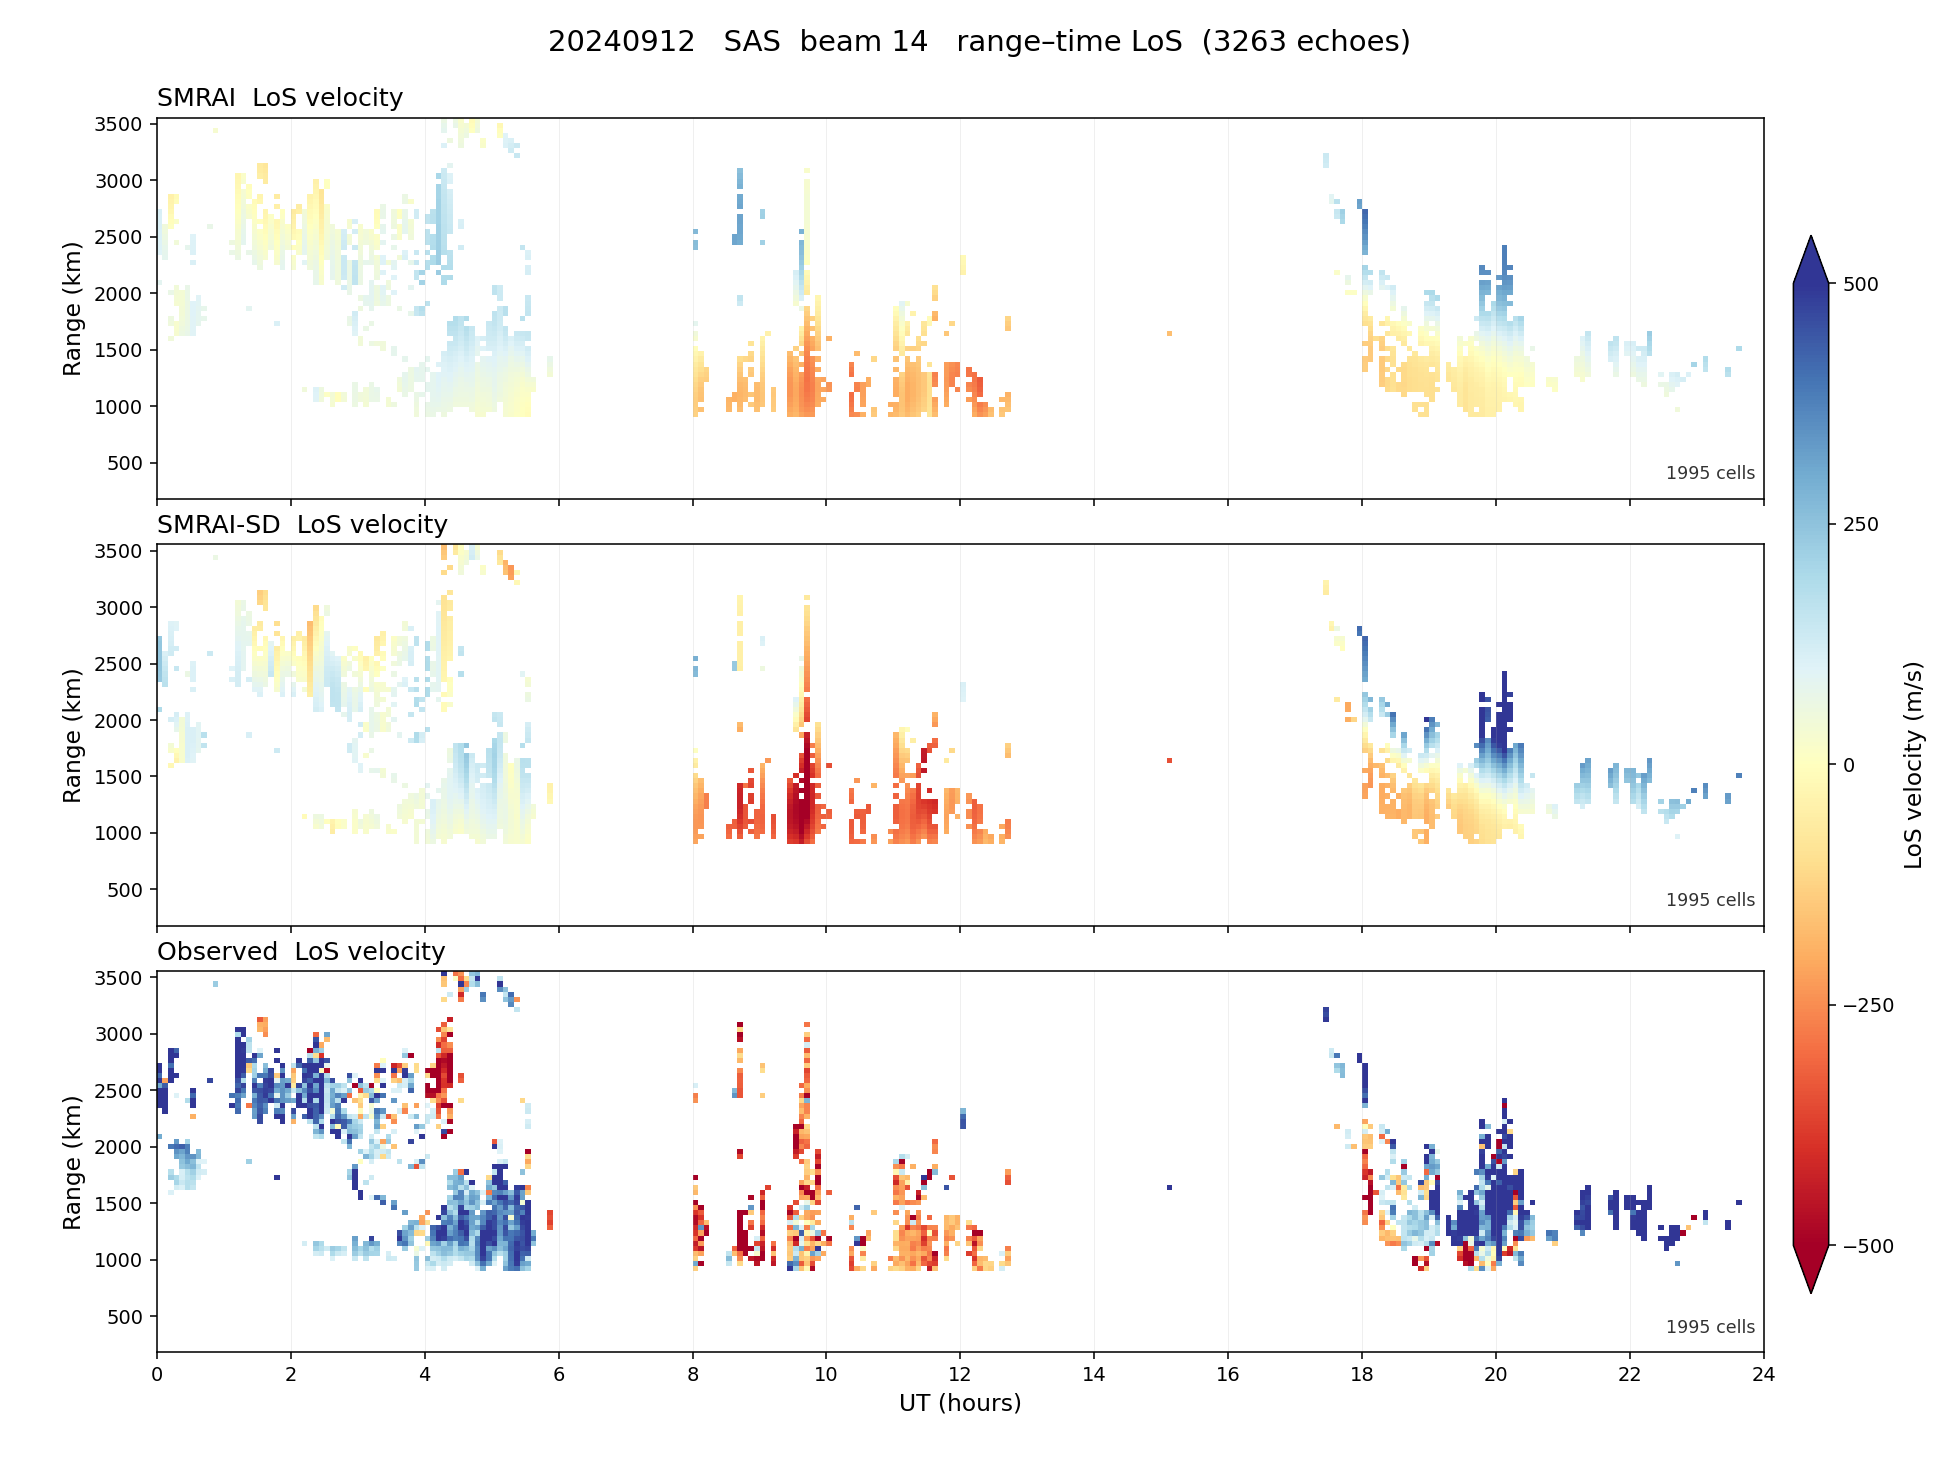 20240912   SAS  beam 14   range–time LoS  (3263 echoes)
SMRAI  LoS velocity
3500
3000
2500
2000
1500
1000
500
Range (km)
1995 cells
SMRAI-SD  LoS velocity
3500
3000
2500
2000
1500
1000
500
Range (km)
1995 cells
Observed  LoS velocity
3500
3000
2500
2000
1500
1000
500
Range (km)
1995 cells
0 2 4 6 8 10 12 14 16 18 20 22 24
UT (hours)
500
250
0
−250
−500
LoS velocity (m/s)